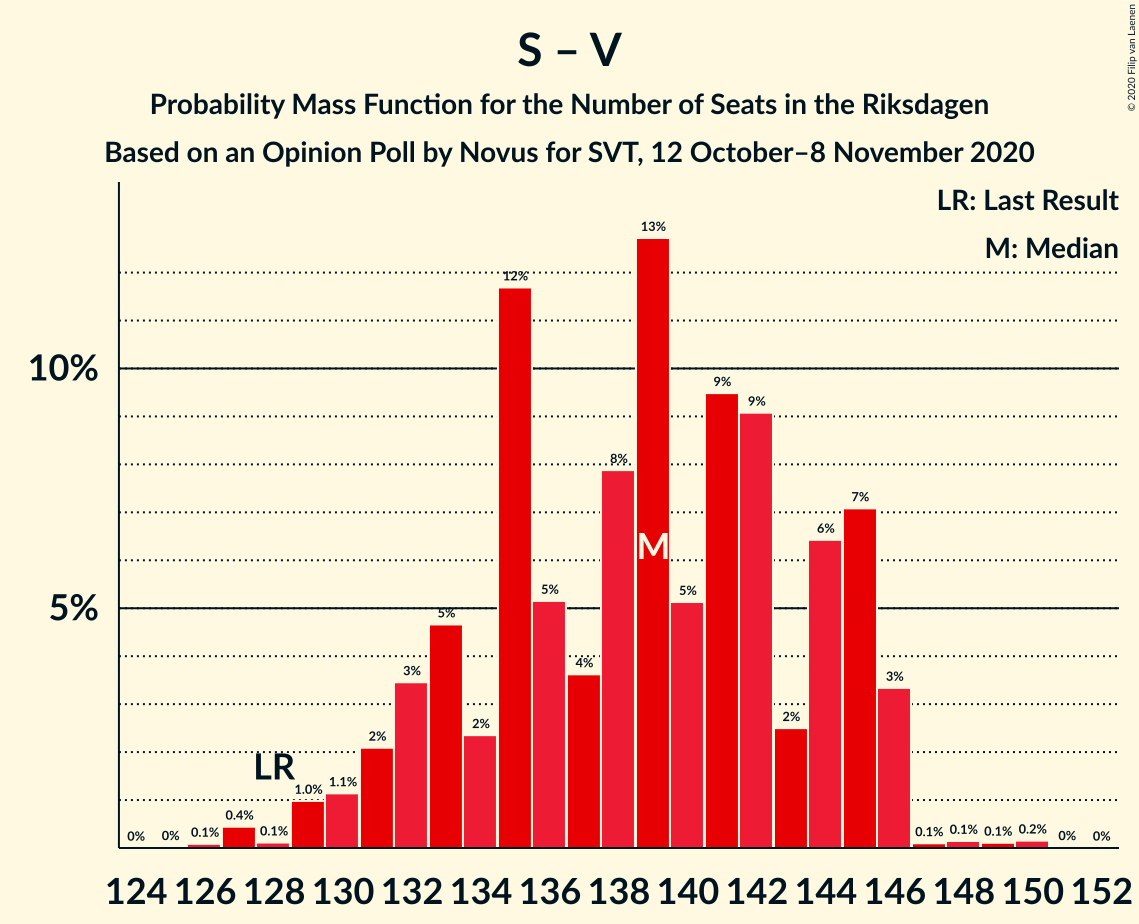 S – V
Probability Mass Function for the Number of Seats in the Riksdagen
Based on an Opinion Poll by Novus for SVT, 12 October–8 November 2020
© 2020 Filip van Laenen
LR: Last Result
M: Median
10%
5%
0% 0% 0.1% 0.4% 0.1% 1.0% 1.1% 2% 3% 5% 2% 12% 5% 4% 8% 13% 5% 9% 9% 2% 6% 7% 3% 0.1% 0.1% 0.1% 0.2% 0% 0%
LR
M
124 126 128 130 132 134 136 138 140 142 144 146 148 150 152